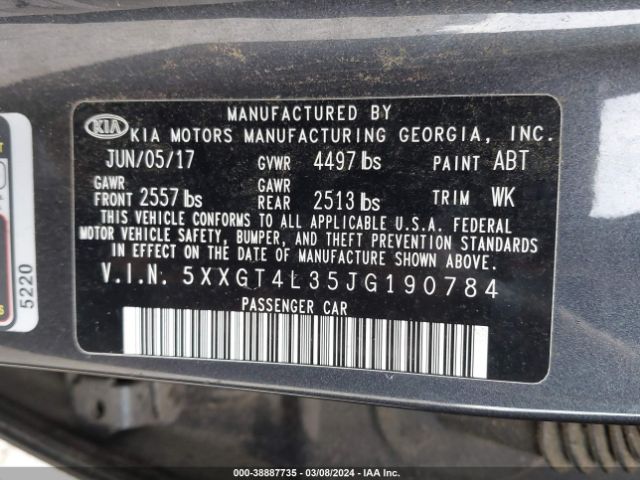 MANUFACTURED BY
KIA KIA MOTORS MANUFACTURING GEORGIA, INC.
JUN/05/17 GVWR 4497 lbs PAINT ABT
GAWR FRONT 2557 lbs GAWR REAR 2513 lbs TRIM WK
THIS VEHICLE CONFORMS TO ALL APPLICABLE U.S.A. FEDERAL
MOTOR VEHICLE SAFETY, BUMPER, AND THEFT PREVENTION STANDARDS
IN EFFECT ON THE DATE OF MANUFACTURE SHOWN ABOVE.
V.I.N. 5XXGT4L35JG190784
PASSENGER CAR
5220
© - 38887735 - 03/08/2024 - IAA Inc.